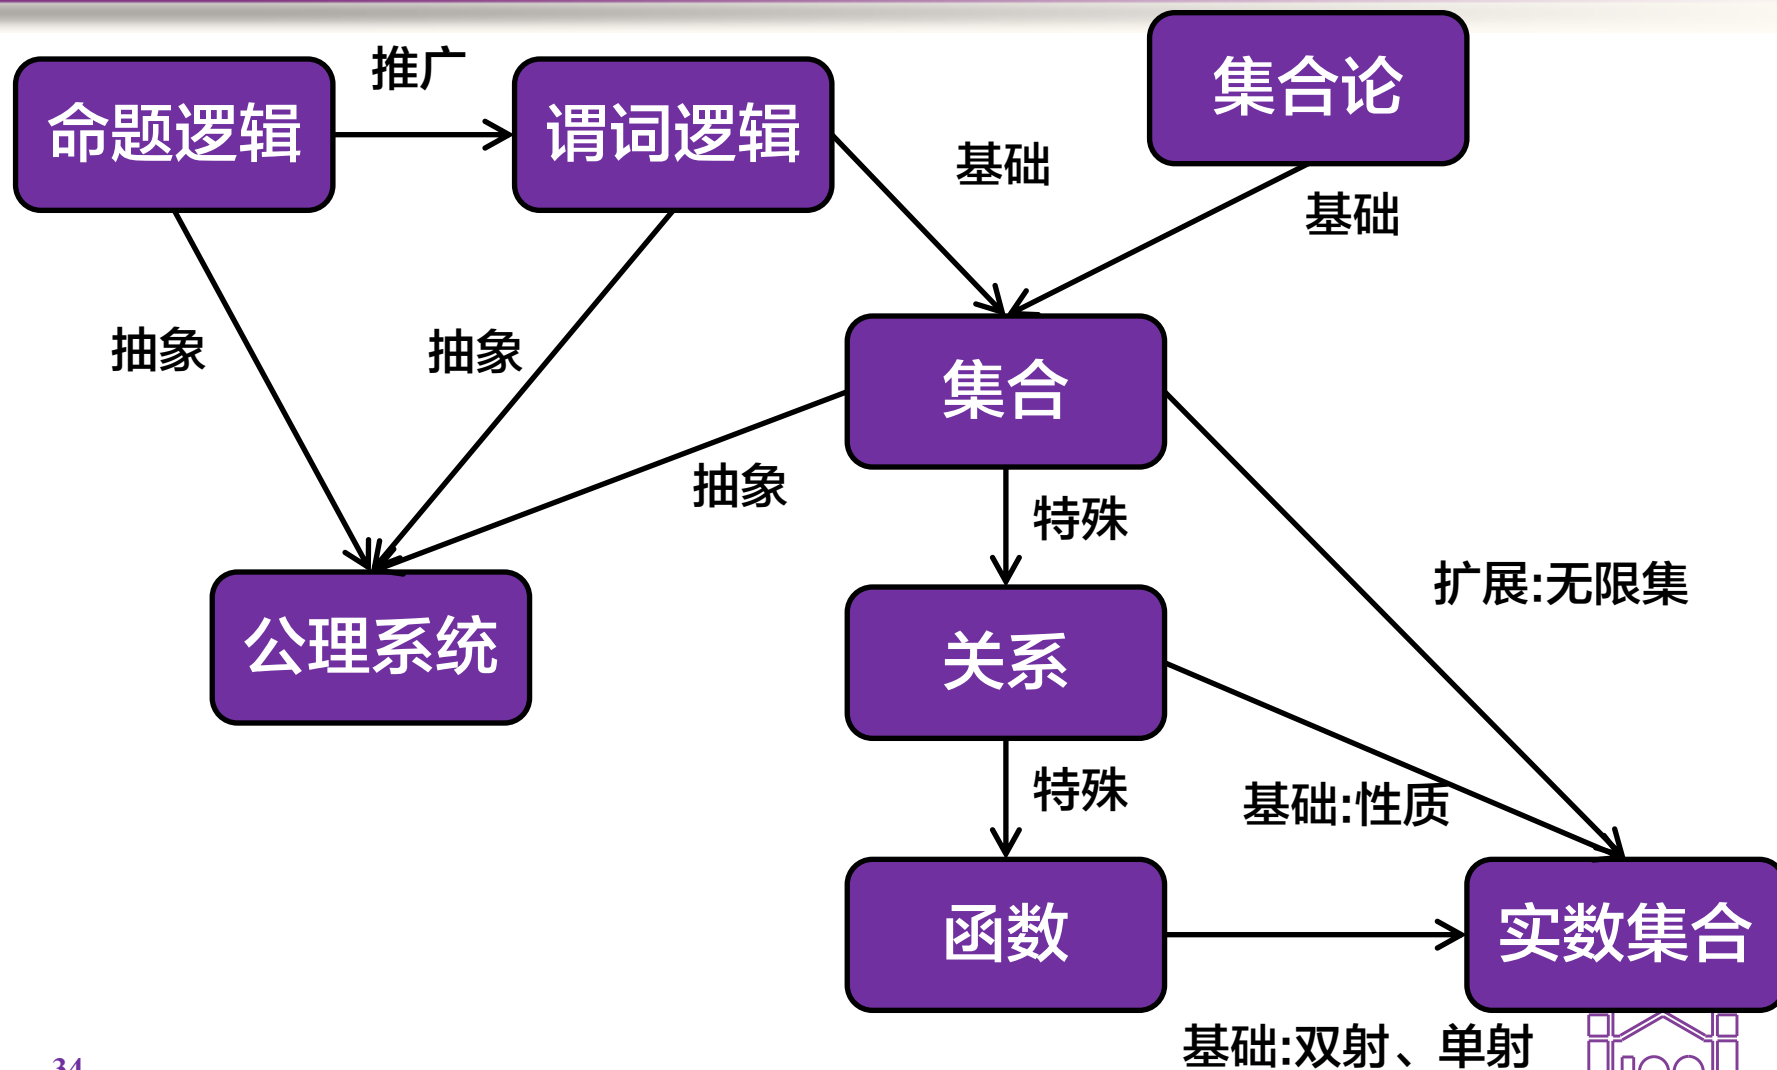 推广
命题逻辑
谓词逻辑
集合论
基础
基础
抽象
抽象
集合
抽象
特殊
扩展:无限集
公理系统
关系
特殊
基础:性质
函数
实数集合
基础:双射、单射
34